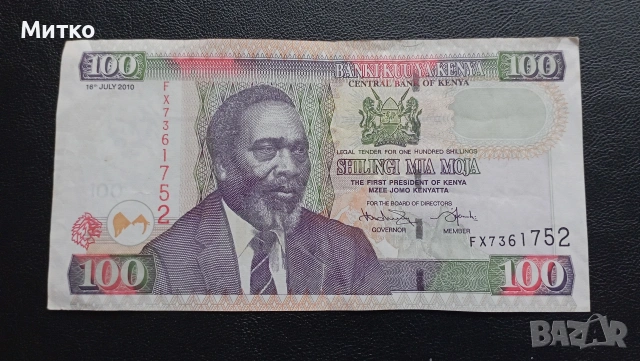 Митко
100
BANKI KUU YA KENYA
100
CENTRAL BANK OF KENYA
16TH JULY 2010
FX7361752
LEGAL TENDER FOR ONE HUNDRED SHILLINGS
SHILINGI MIA MOJA
THE FIRST PRESIDENT OF KENYA
MZEE JOMO KENYATTA
FOR THE BOARD OF DIRECTORS
GOVERNOR
MEMBER
FX7361752
100
100
BAZAR